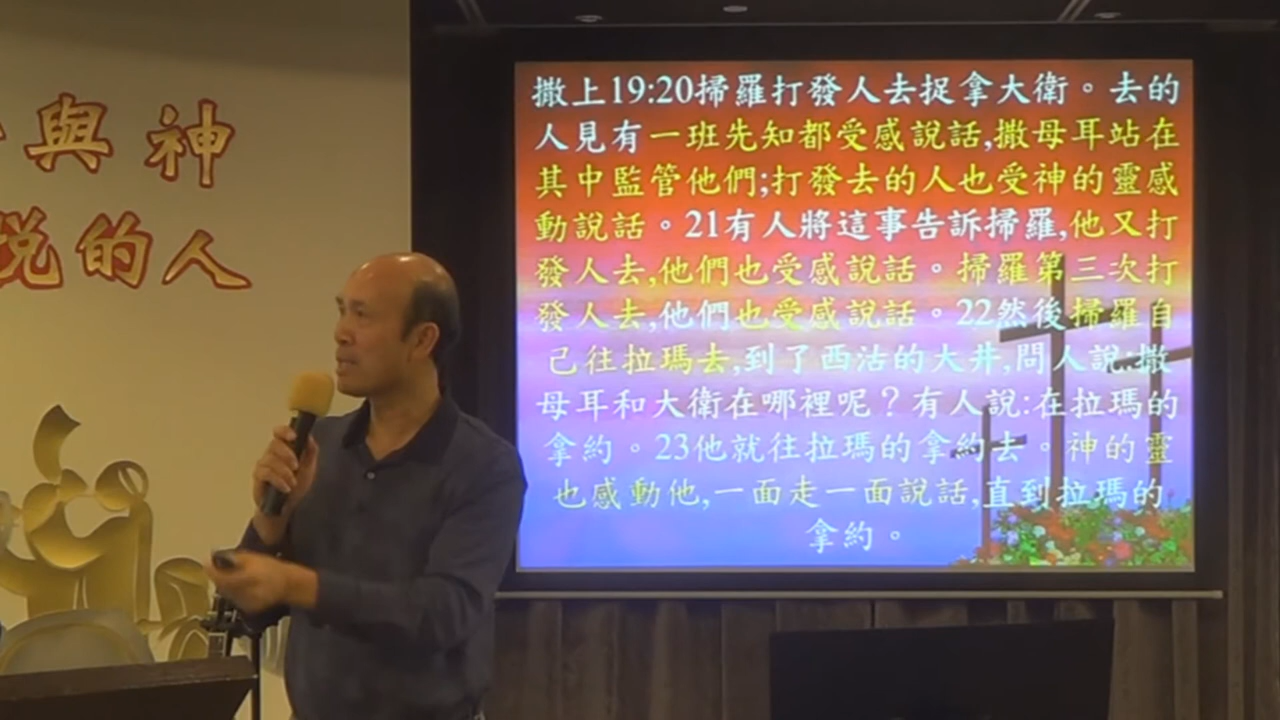 與神
悅的人
撒上19:20掃羅打發人去捉拿大衛。去的
人見有一班先知都受感說話,撒母耳站在
其中監管他們;打發去的人也受神的靈感
動說話。21有人將這事告訴掃羅,他又打
發人去,他們也受感說話。掃羅第三次打
發人去,他們也受感說話。22然後掃羅自
己往拉瑪去,到了西沽的大井,問人說:撒
母耳和大衛在哪裡呢？有人說:在拉瑪的
拿約。23他就往拉瑪的拿約去。神的靈
也感動他,一面走一面說話,直到拉瑪的
拿約。